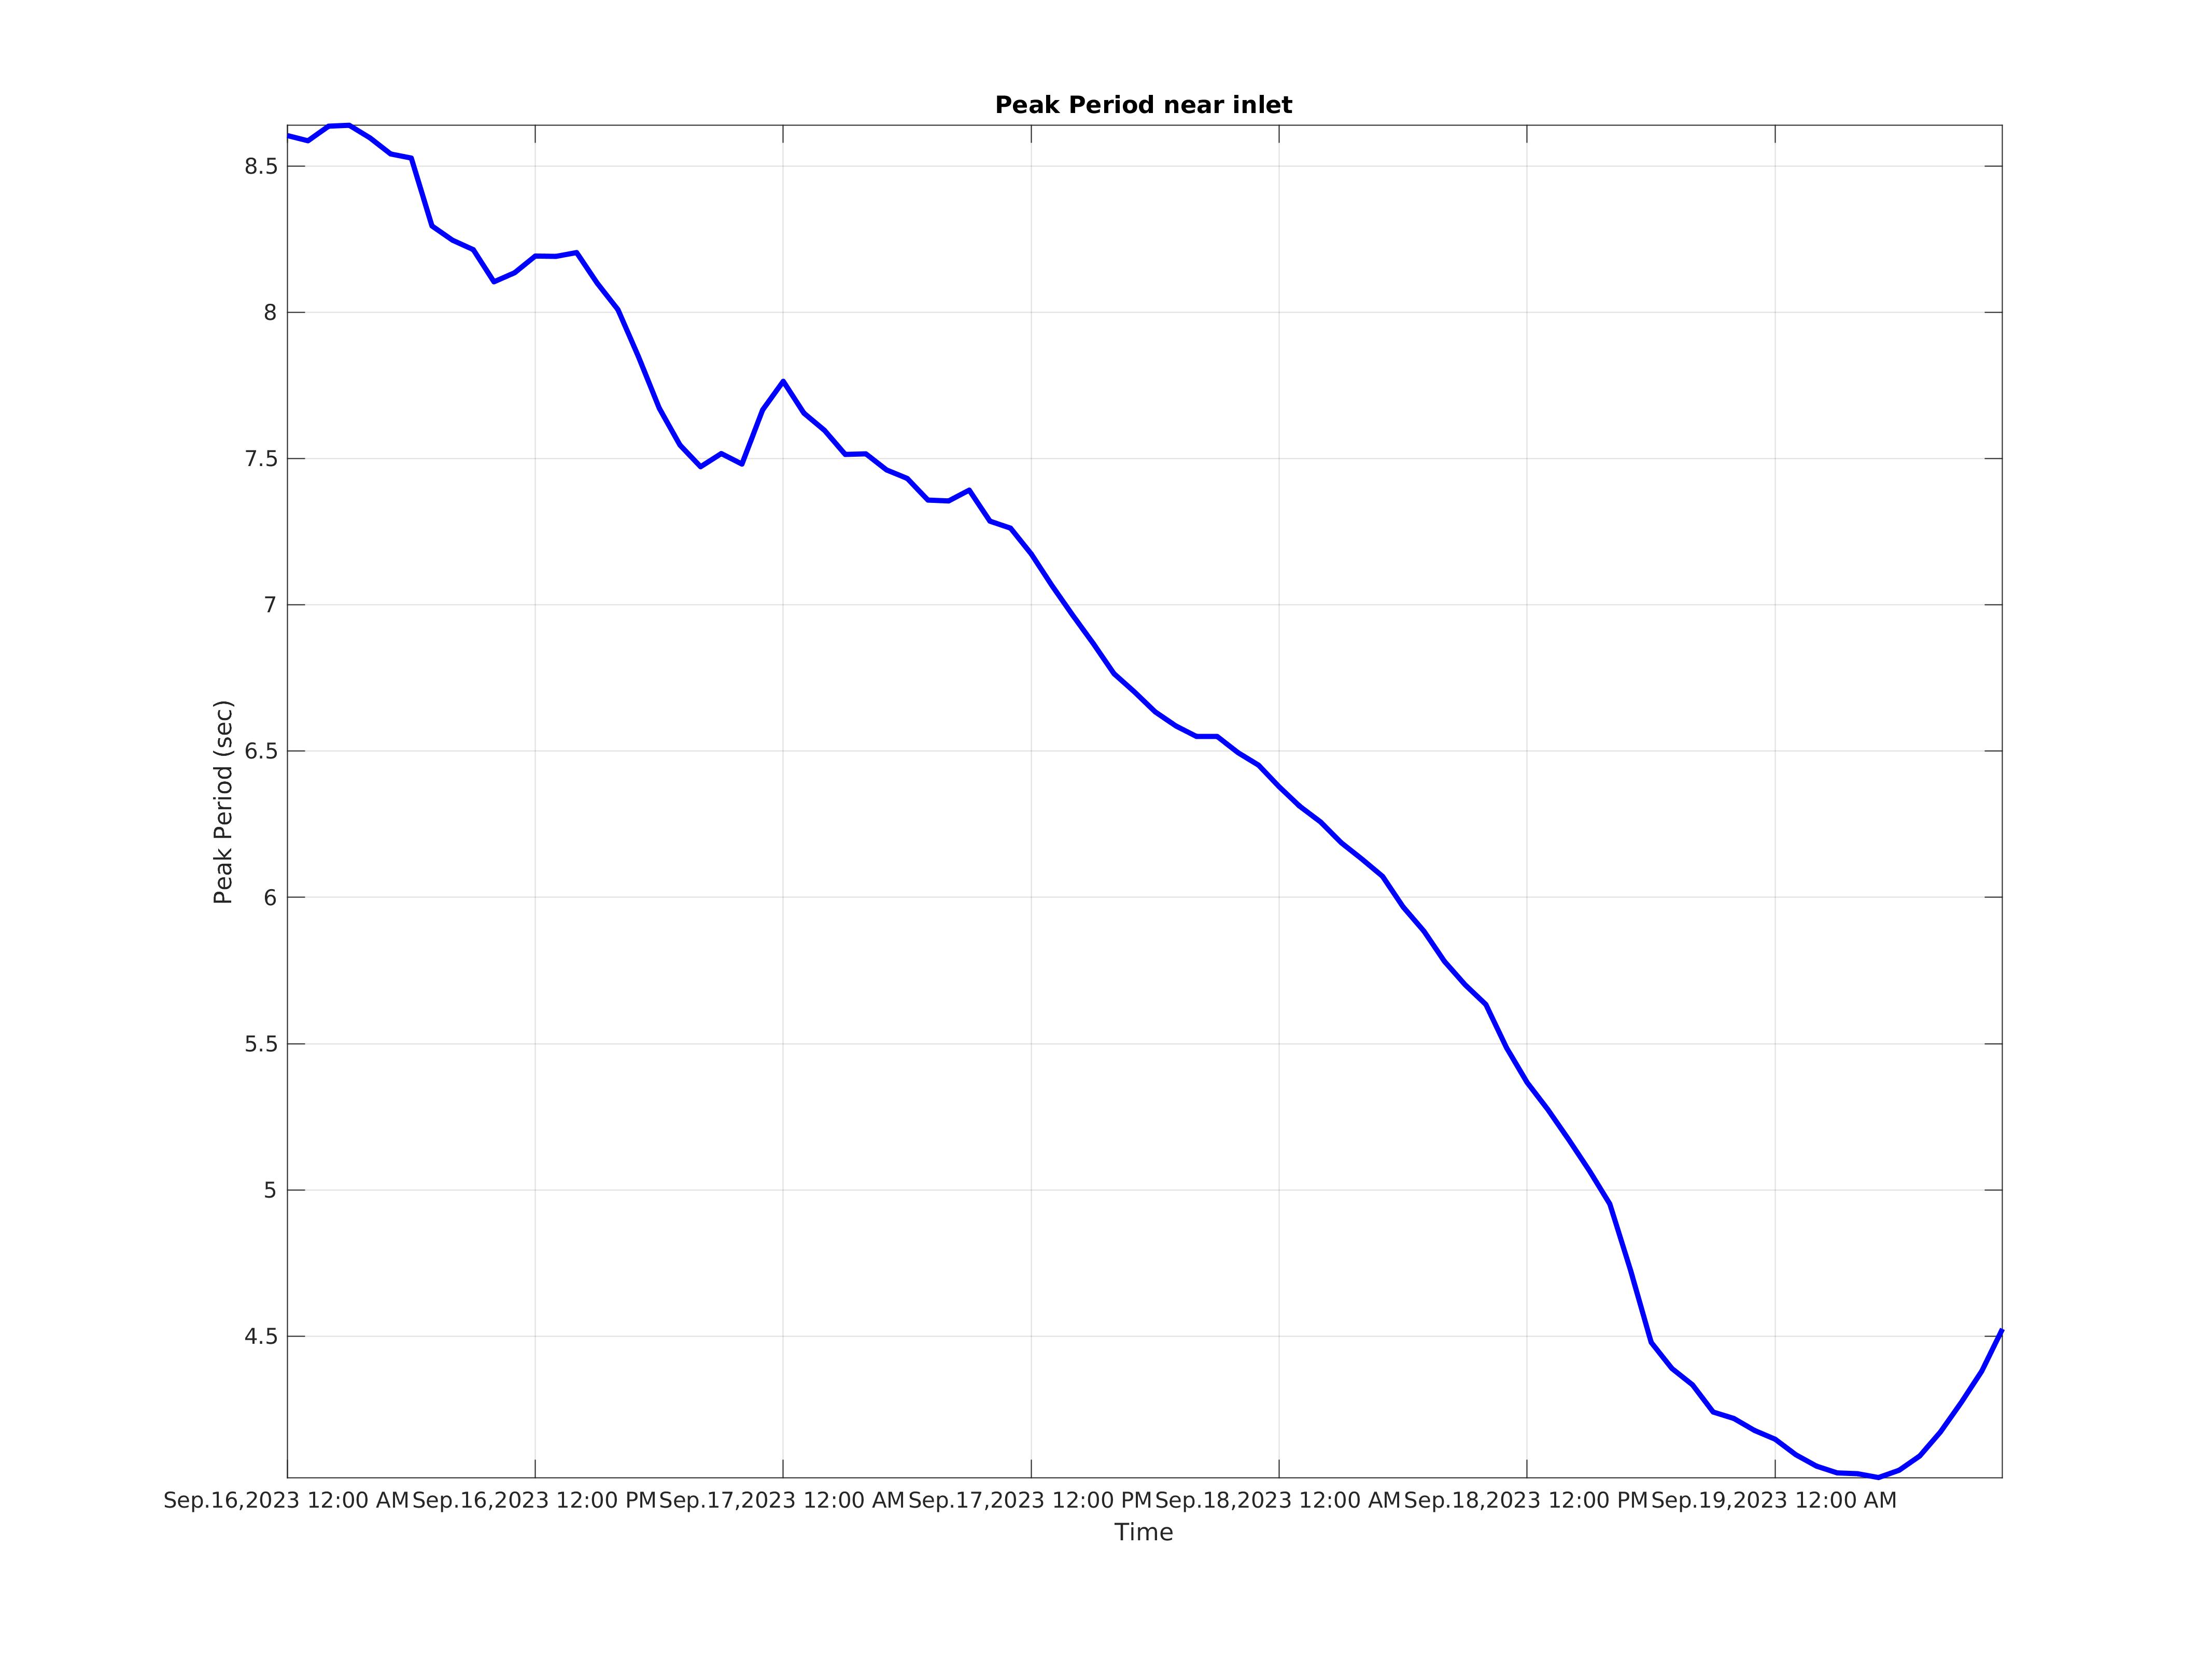 Peak Period near inlet
8.5
8
7.5
7
6.5
6
5.5
5
4.5
Peak Period (sec)
Sep.16,2023 12:00 AM Sep.16,2023 12:00 PM Sep.17,2023 12:00 AM Sep.17,2023 12:00 PM Sep.18,2023 12:00 AM Sep.18,2023 12:00 PM Sep.19,2023 12:00 AM
Time